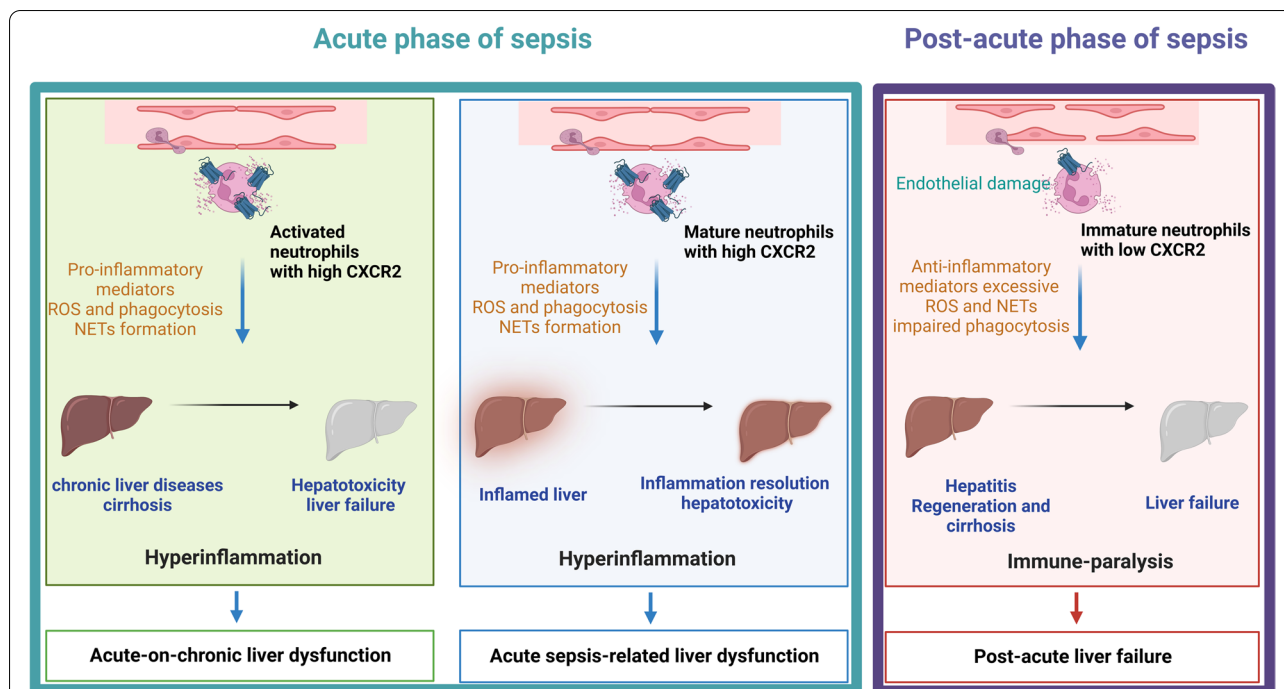 Acute phase of sepsis
Post-acute phase of sepsis
Activated
neutrophils
with high CXCR2
Pro-inflammatory
mediators
ROS and phagocytosis
NETs formation
chronic liver diseases
cirrhosis
Hepatotoxicity
liver failure
Hyperinflammation
Acute-on-chronic liver dysfunction
Mature neutrophils
with high CXCR2
Pro-inflammatory
mediators
ROS and phagocytosis
NETs formation
Inflamed liver
Inflammation resolution
hepatotoxicity
Hyperinflammation
Acute sepsis-related liver dysfunction
Endothelial damage
Immature neutrophils
with low CXCR2
Anti-inflammatory
mediators excessive
ROS and NETs
impaired phagocytosis
Hepatitis
Regeneration and
cirrhosis
Liver failure
Immune-paralysis
Post-acute liver failure